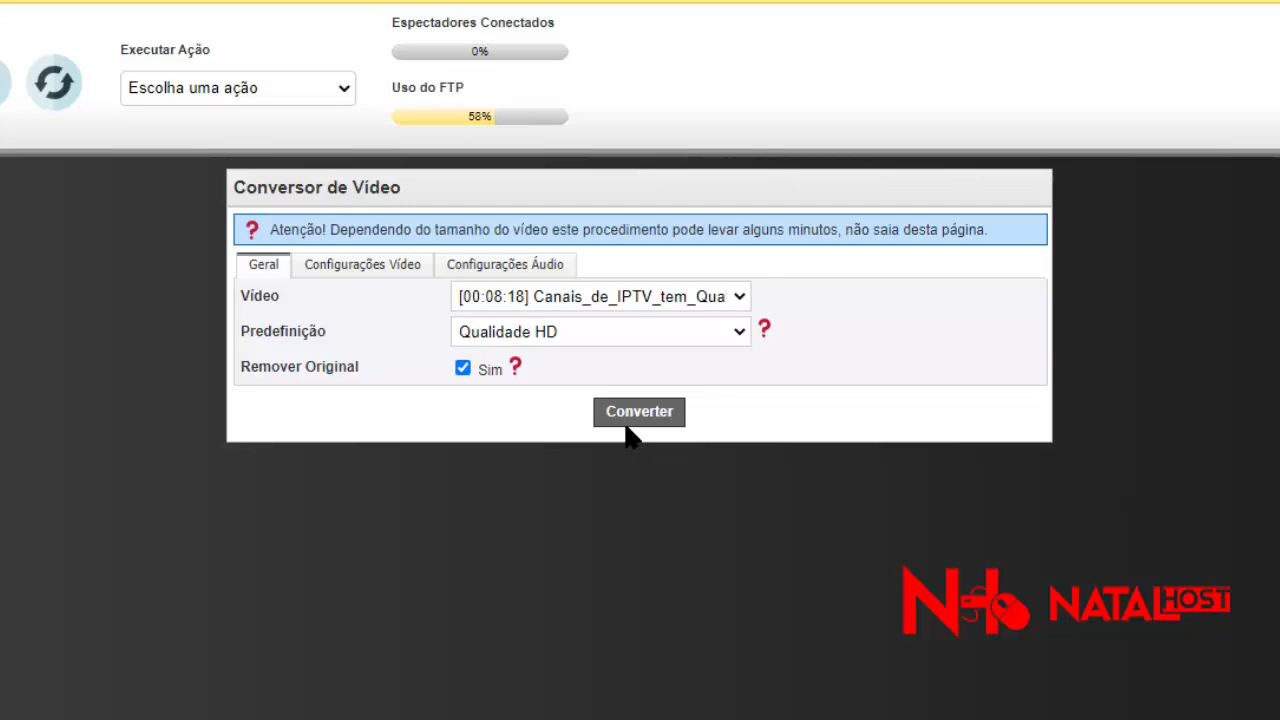 Espectadores Conectados
0%
Executar Ação
Escolha uma ação
Uso do FTP
58%
Conversor de Vídeo
? Atenção! Dependendo do tamanho do vídeo este procedimento pode levar alguns minutos, não saia desta página.
Geral Configurações Vídeo Configurações Áudio
Vídeo [00:08:18] Canais_de_IPTV_tem_Qua
Predefinição Qualidade HD ?
Remover Original Sim ?
Converter
NH NATALHOST